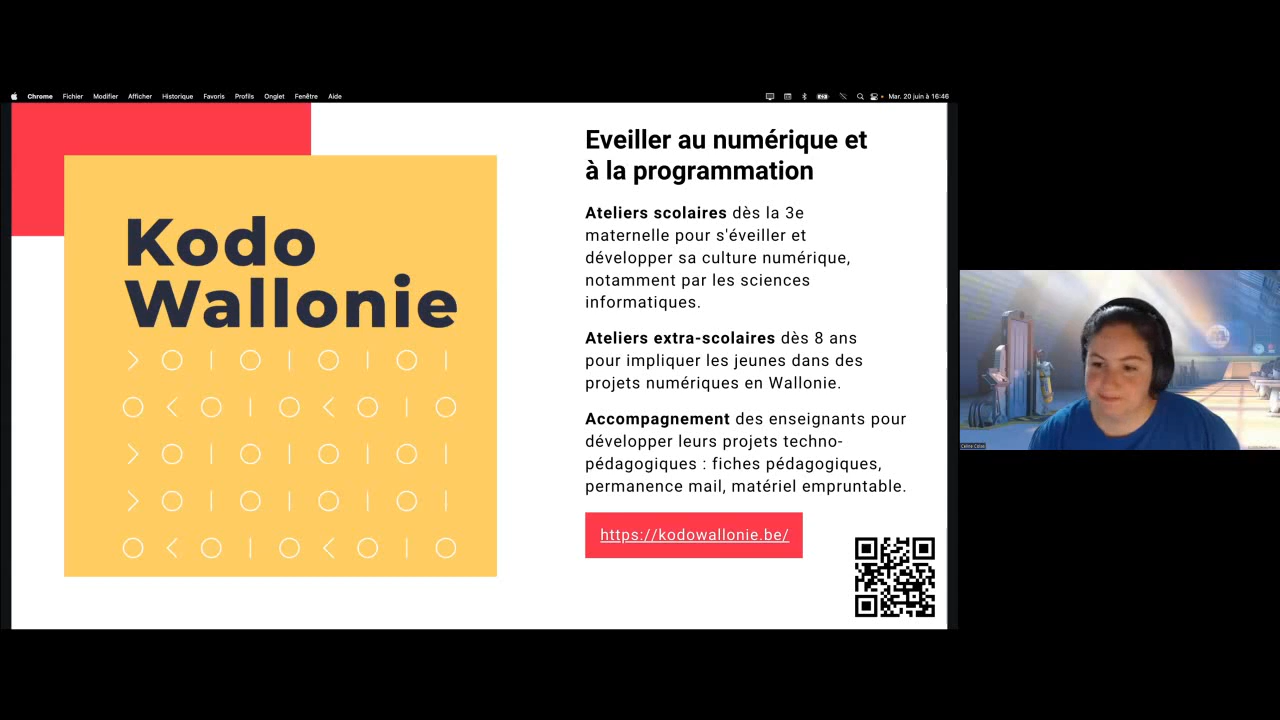 Chrome Fichier Modifier Afficher Historique Favoris Profils Onglet Fenêtre Aide
Mar. 20 juin à 16:46
Kodo
Wallonie
Eveiller au numérique et
à la programmation
Ateliers scolaires dès la 3e
maternelle pour s'éveiller et
développer sa culture numérique,
notamment par les sciences
informatiques.
Ateliers extra-scolaires dès 8 ans
pour impliquer les jeunes dans des
projets numériques en Wallonie.
Accompagnement des enseignants pour
développer leurs projets techno-
pédagogiques : fiches pédagogiques,
permanence mail, matériel empruntable.
https://kodowallonie.be/